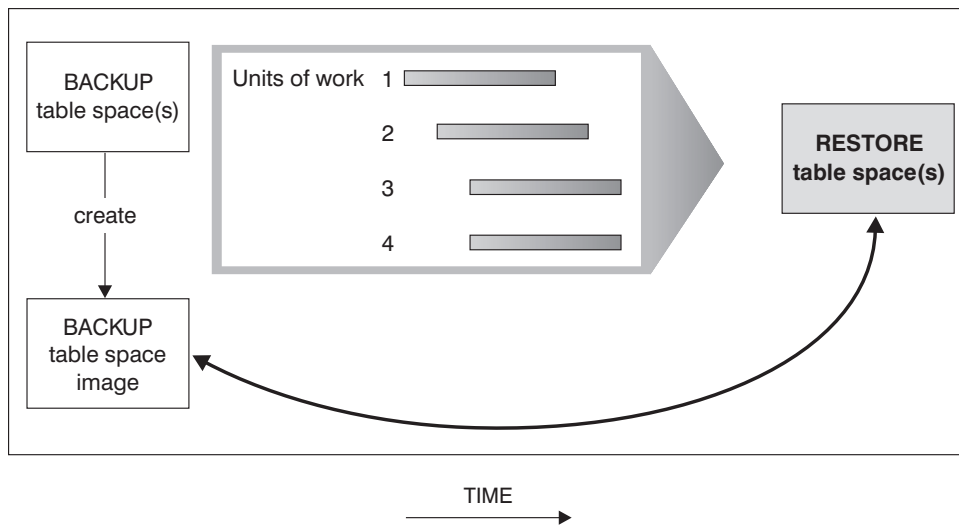 BACKUP
table space(s)
create
BACKUP
table space
image
Units of work 1
2
3
4
RESTORE
table space(s)
TIME